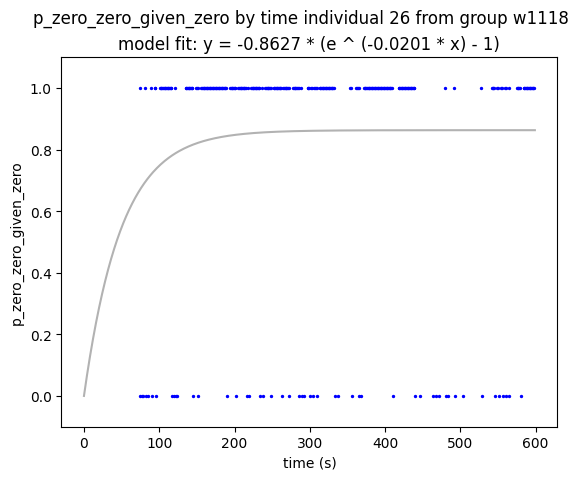 p_zero_zero_given_zero by time individual 26 from group w1118
model fit: y = -0.8627 * (e ^ (-0.0201 * x) - 1)
p_zero_zero_given_zero
1.0
0.8
0.6
0.4
0.2
0.0
0 100 200 300 400 500 600
time (s)